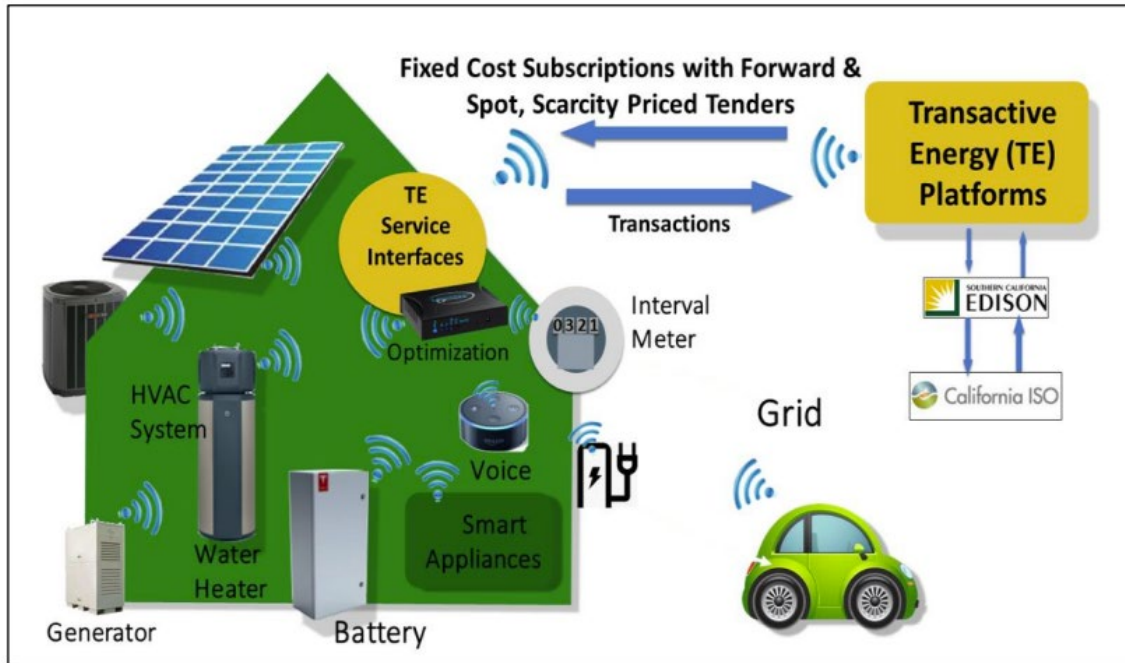 Fixed Cost Subscriptions with Forward &
Spot, Scarcity Priced Tenders
Transactive
Energy (TE)
Platforms
Transactions
TE
Service
Interfaces
SOUTHERN CALIFORNIA
EDISON
California ISO
Optimization
0321
Interval
Meter
HVAC
System
Voice
Grid
Smart
Appliances
Water
Heater
Generator
Battery